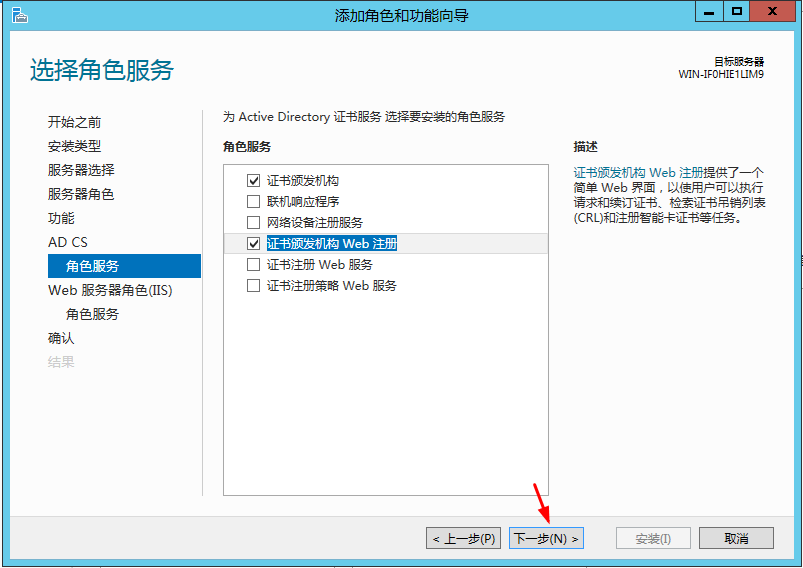 添加角色和功能向导
选择角色服务
目标服务器
WIN-IF0HIE1LIM9
开始之前
安装类型
服务器选择
服务器角色
功能
AD CS
角色服务
Web 服务器角色(IIS)
角色服务
确认
结果
为 Active Directory 证书服务 选择要安装的角色服务
角色服务
证书颁发机构
联机响应程序
网络设备注册服务
证书颁发机构 Web 注册
证书注册 Web 服务
证书注册策略 Web 服务
描述
证书颁发机构 Web 注册提供了一个
简单 Web 界面，以使用户可以执行
请求和续订证书、检索证书吊销列表
(CRL)和注册智能卡证书等任务。
< 上一步(P)
下一步(N) >
安装(I)
取消